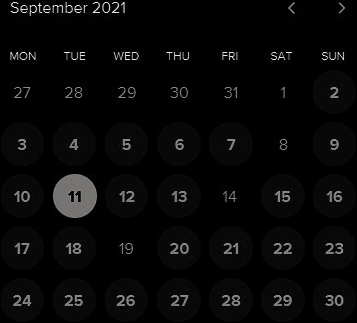 September 2021
MON TUE WED THU FRI SAT SUN
27 28 29 30 31 1 2
3 4 5 6 7 8 9
10 11 12 13 14 15 16
17 18 19 20 21 22 23
24 25 26 27 28 29 30